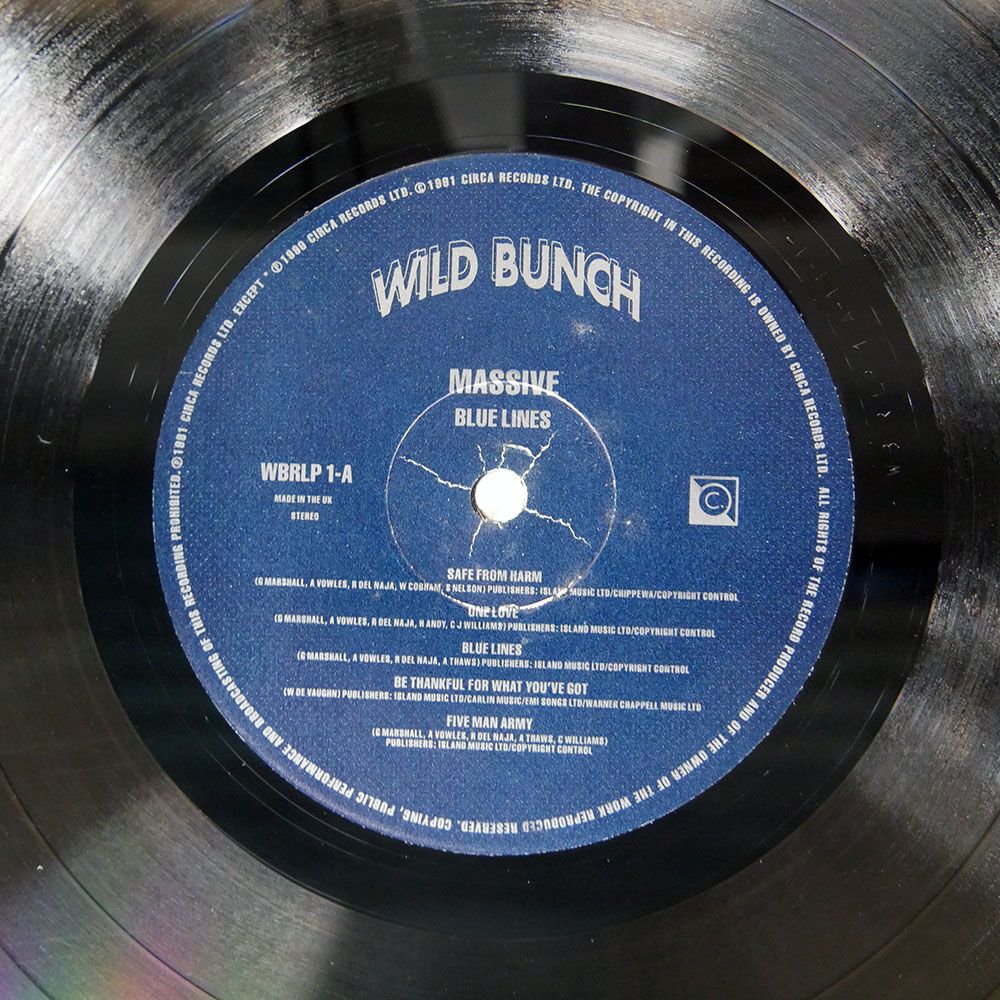 WILD BUNCH
MASSIVE
BLUE LINES
WBRLP 1-A
MADE IN THE UK
STEREO
C
SAFE FROM HARM
(G MARSHALL, A VOWLES, R DEL NAJA, W COBHAM, S NELSON) PUBLISHERS: ISLAND MUSIC LTD/CHIPPEWA/COPYRIGHT CONTROL
ONE LOVE
(G MARSHALL, A VOWLES, R DEL NAJA, H ANDY, C J WILLIAMS) PUBLISHERS: ISLAND MUSIC LTD/COPYRIGHT CONTROL
BLUE LINES
(G MARSHALL, A VOWLES, R DEL NAJA, A THAWS) PUBLISHERS: ISLAND MUSIC LTD/COPYRIGHT CONTROL
BE THANKFUL FOR WHAT YOU'VE GOT
(W DE VAUGHN) PUBLISHERS: ISLAND MUSIC LTD/CARLIN MUSIC/EMI SONGS LTD/WARNER CHAPPELL MUSIC LTD
FIVE MAN ARMY
(G MARSHALL, A VOWLES, R DEL NAJA, A THAWS, C WILLIAMS)
PUBLISHERS: ISLAND MUSIC LTD/COPYRIGHT CONTROL
℗1991 CIRCA RECORDS LTD. EXCEPT * ℗1990 CIRCA RECORDS LTD. ©1991 CIRCA RECORDS LTD. THE COPYRIGHT IN THIS RECORDING IS OWNED BY CIRCA RECORDS LTD. ALL RIGHTS OF THE RECORD PRODUCER AND OF THE OWNER OF THE WORK REPRODUCED RESERVED. COPYING, PUBLIC PERFORMANCE AND BROADCASTING OF THIS RECORDING PROHIBITED.